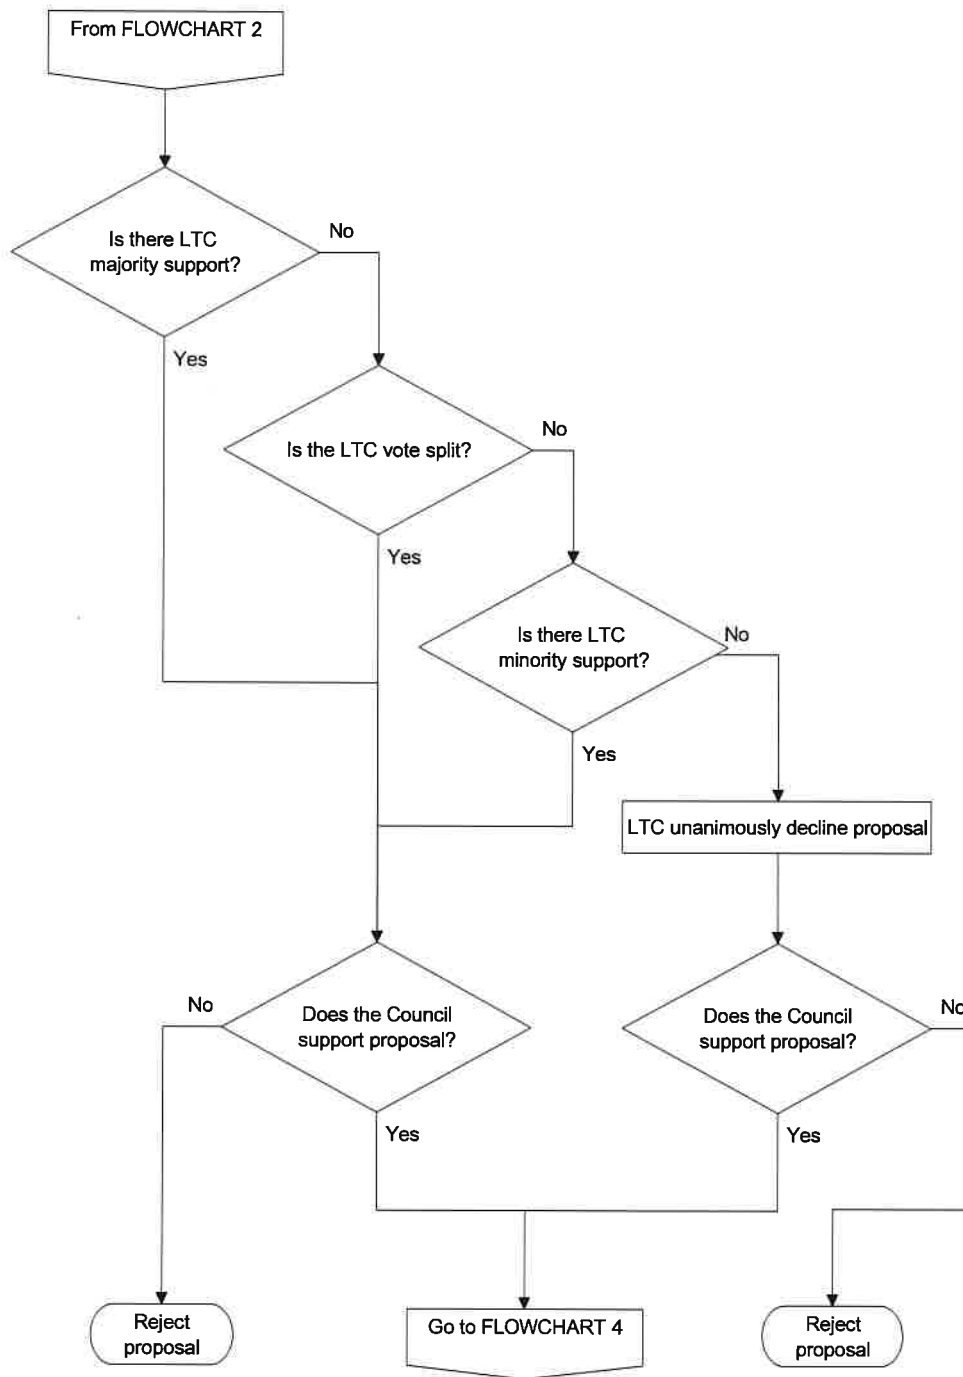 From FLOWCHART 2
Is there LTC
majority support?
No
Yes
Is the LTC vote split?
No
Yes
Is there LTC
minority support?
No
Yes
LTC unanimously decline proposal
No
Does the Council
support proposal?
Yes
Does the Council
support proposal?
No
Yes
Reject
proposal
Go to FLOWCHART 4
Reject
proposal